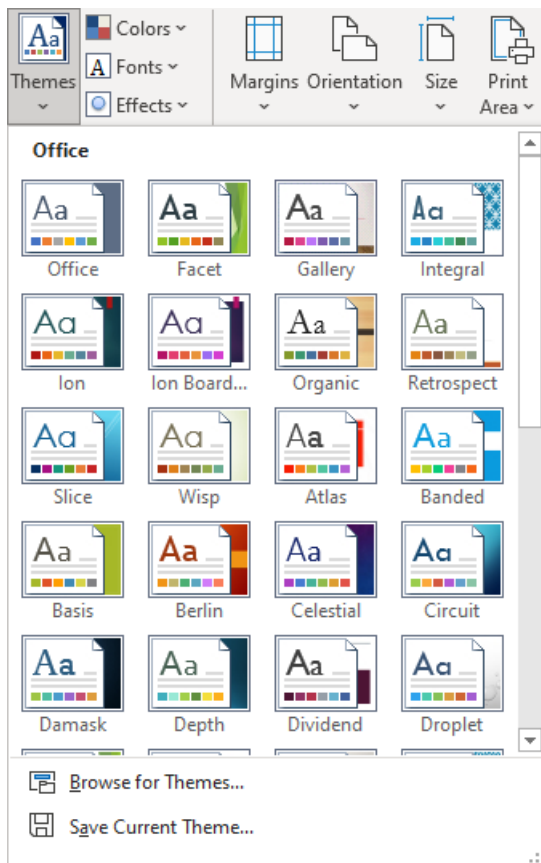 Aa
Themes
Colors
A Fonts
Effects
Margins Orientation Size Print
Area
Office
Aa Aa Aa Aa
Office Facet Gallery Integral
Aa Aa Aa Aa
Ion Ion Board... Organic Retrospect
Aa Aa Aa Aa
Slice Wisp Atlas Banded
Aa Aa Aa Aa
Basis Berlin Celestial Circuit
Aa Aa Aa Aa
Damask Depth Dividend Droplet
Browse for Themes...
Save Current Theme...